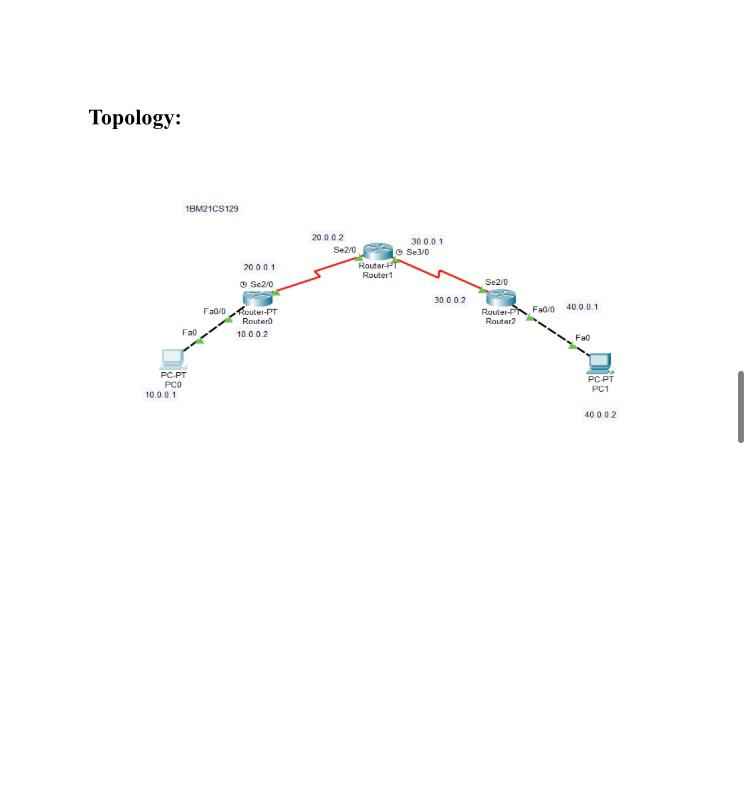 Topology:
1BM21CS129
20.0.0.2
30.0.0.1
Se2/0
Se3/0
Router-PT
Router1
20.0.0.1
Se2/0
Se2/0
30.0.0.2
Fa0/0
Router-PT
Router0
10.0.0.2
Router-PT
Router2
Fa0/0
40.0.0.1
Fa0
Fa0
PC-PT
PC0
10.0.0.1
PC-PT
PC1
40.0.0.2